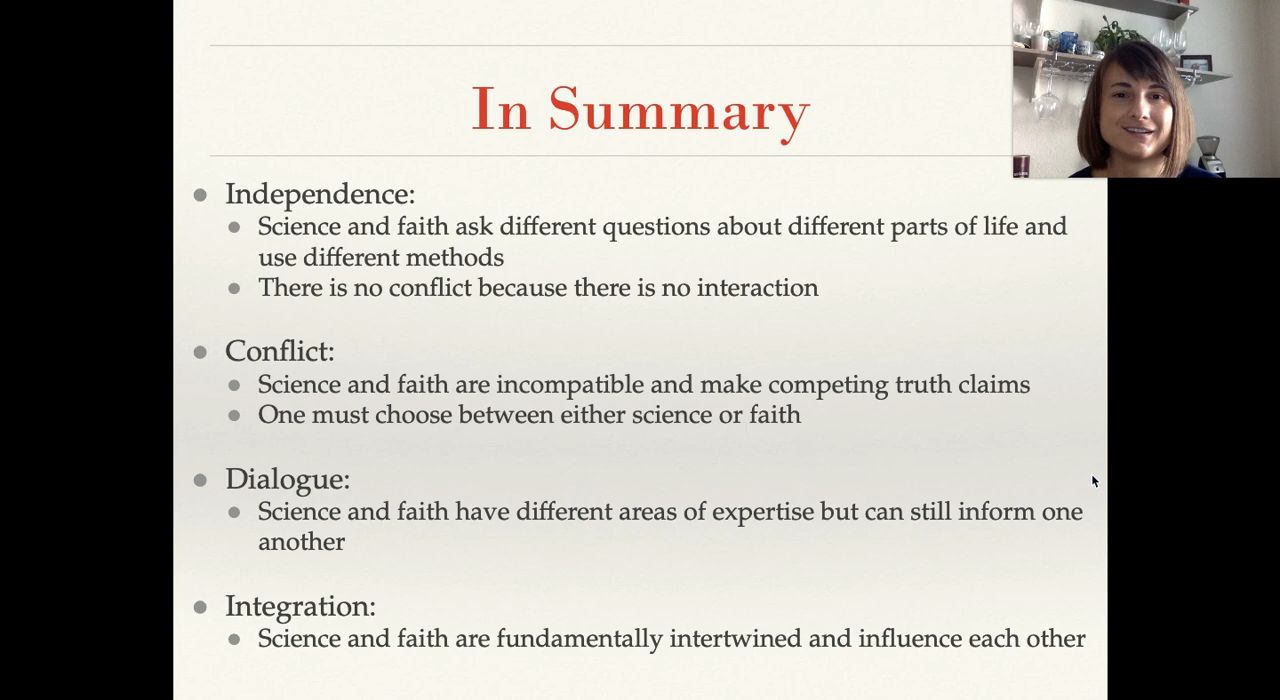 In Summary
Independence:
Science and faith ask different questions about different parts of life and
use different methods
There is no conflict because there is no interaction
Conflict:
Science and faith are incompatible and make competing truth claims
One must choose between either science or faith
Dialogue:
Science and faith have different areas of expertise but can still inform one
another
Integration:
Science and faith are fundamentally intertwined and influence each other